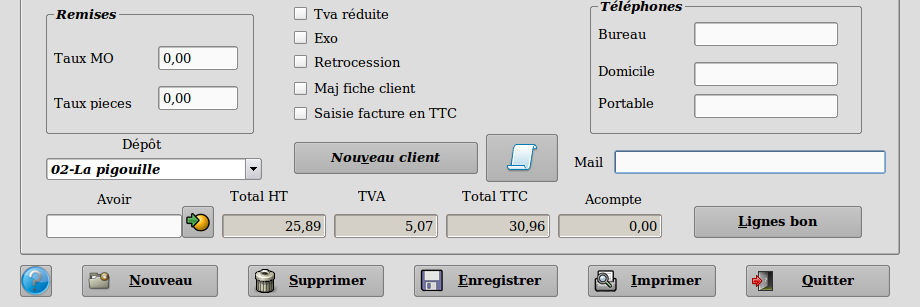 Remises
Taux MO 0,00
Taux pieces 0,00
Tva réduite
Exo
Retrocession
Maj fiche client
Saisie facture en TTC
Téléphones
Bureau
Domicile
Portable
Dépôt
02-La pigouille
Nouveau client
Mail
Avoir
Total HT
25,89
TVA
5,07
Total TTC
30,96
Acompte
0,00
Lignes bon
?
Nouveau
Supprimer
Enregistrer
Imprimer
Quitter